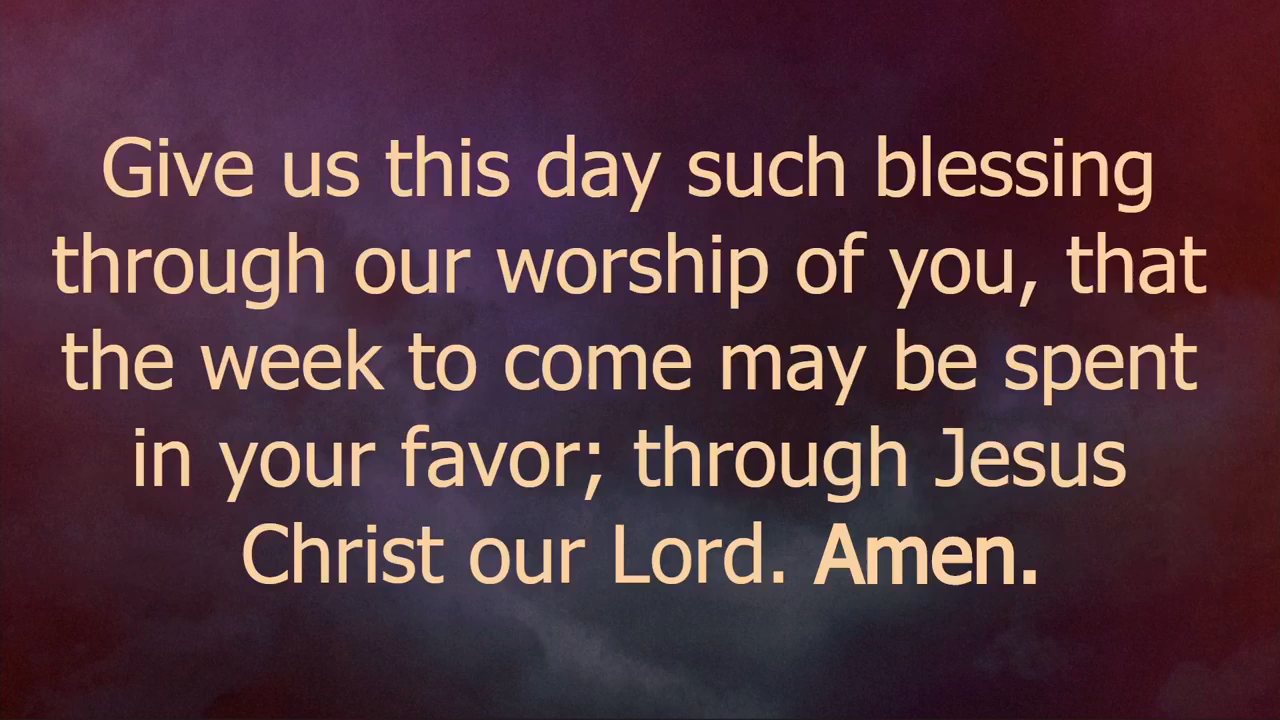 Give us this day such blessing
through our worship of you, that
the week to come may be spent
in your favor; through Jesus
Christ our Lord. Amen.